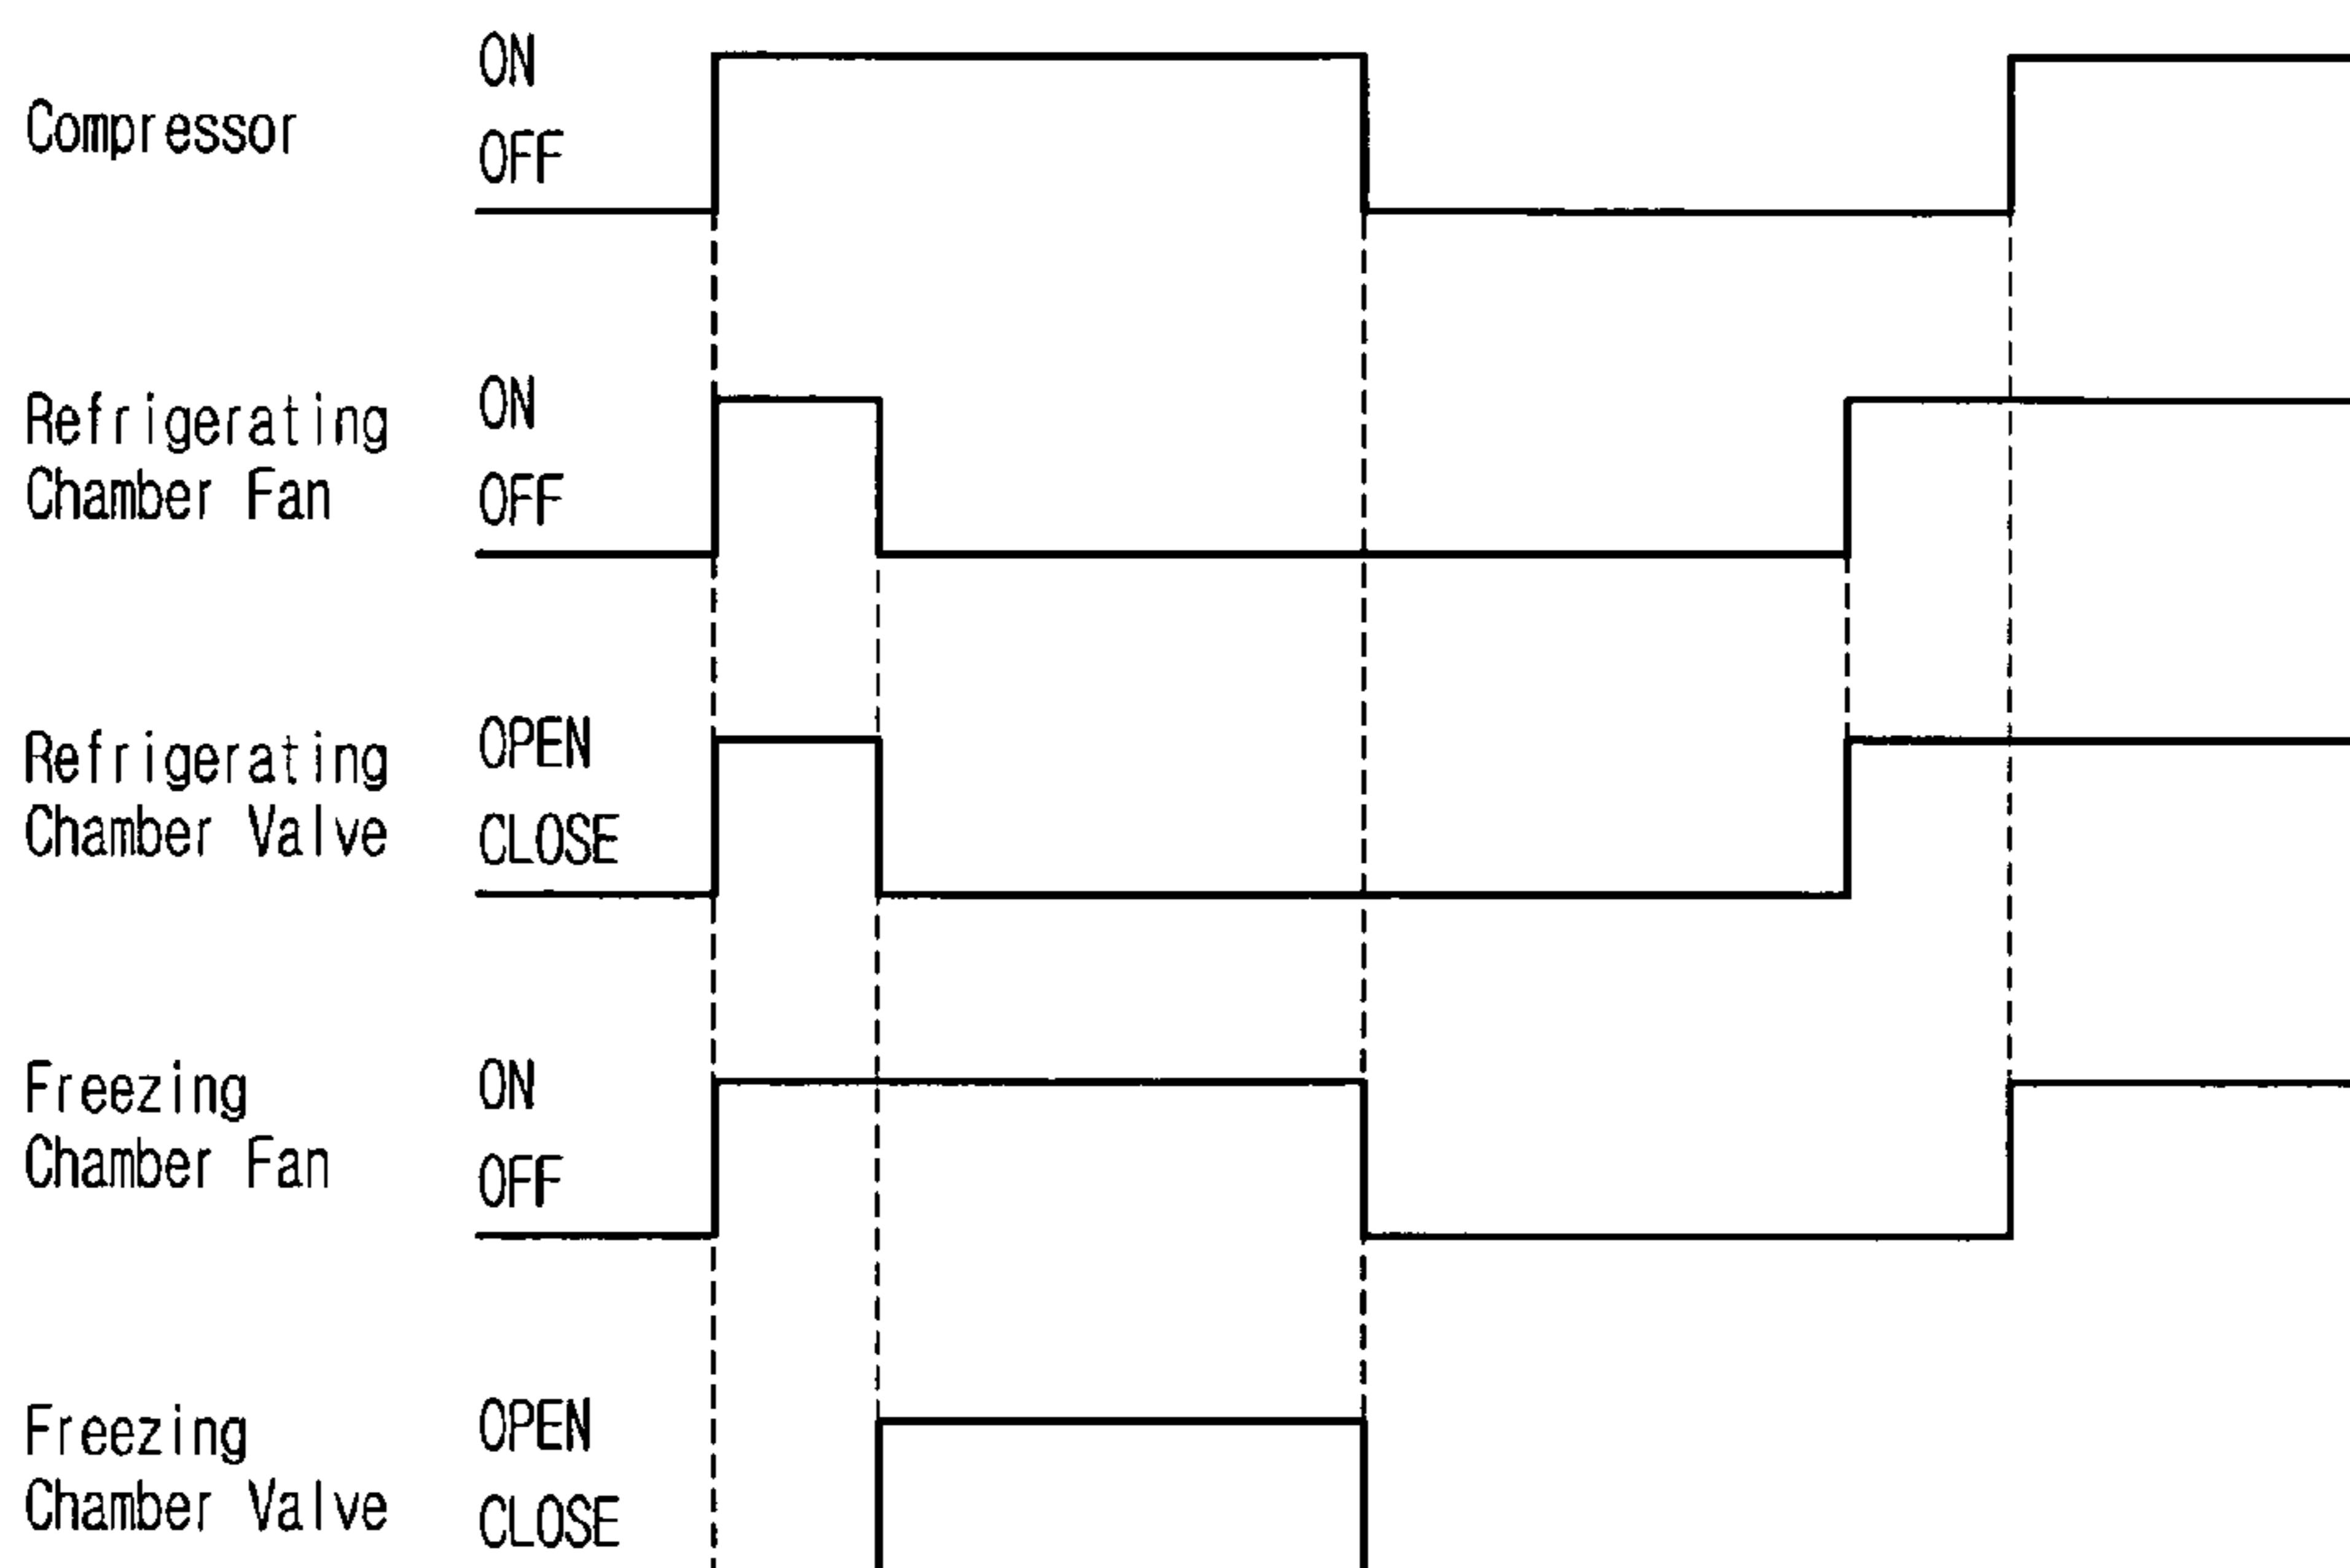 Compressor
ON
OFF
Refrigerating
Chamber Fan
ON
OFF
Refrigerating
Chamber Valve
OPEN
CLOSE
Freezing
Chamber Fan
ON
OFF
Freezing
Chamber Valve
OPEN
CLOSE